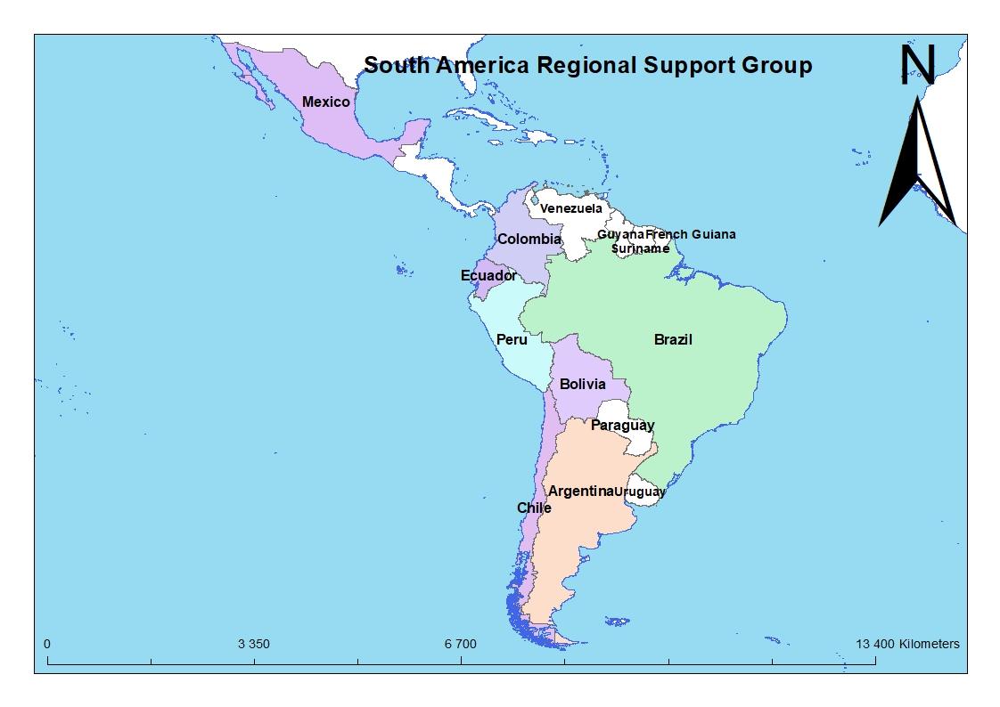 South America Regional Support Group
N
Mexico
Venezuela
Colombia
Guyana
French Guiana
Suriname
Ecuador
Peru
Brazil
Bolivia
Paraguay
Argentina
Uruguay
Chile
0
3 350
6 700
13 400 Kilometers